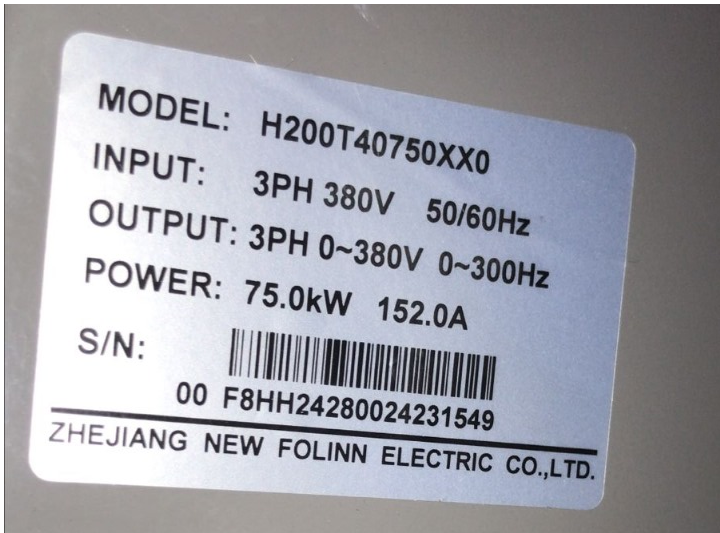 MODEL: H200T40750XX0
INPUT: 3PH 380V 50/60Hz
OUTPUT: 3PH 0~380V 0~300Hz
POWER: 75.0kW 152.0A
S/N:
00 F8HH24280024231549
ZHEJIANG NEW FOLINN ELECTRIC CO.,LTD.